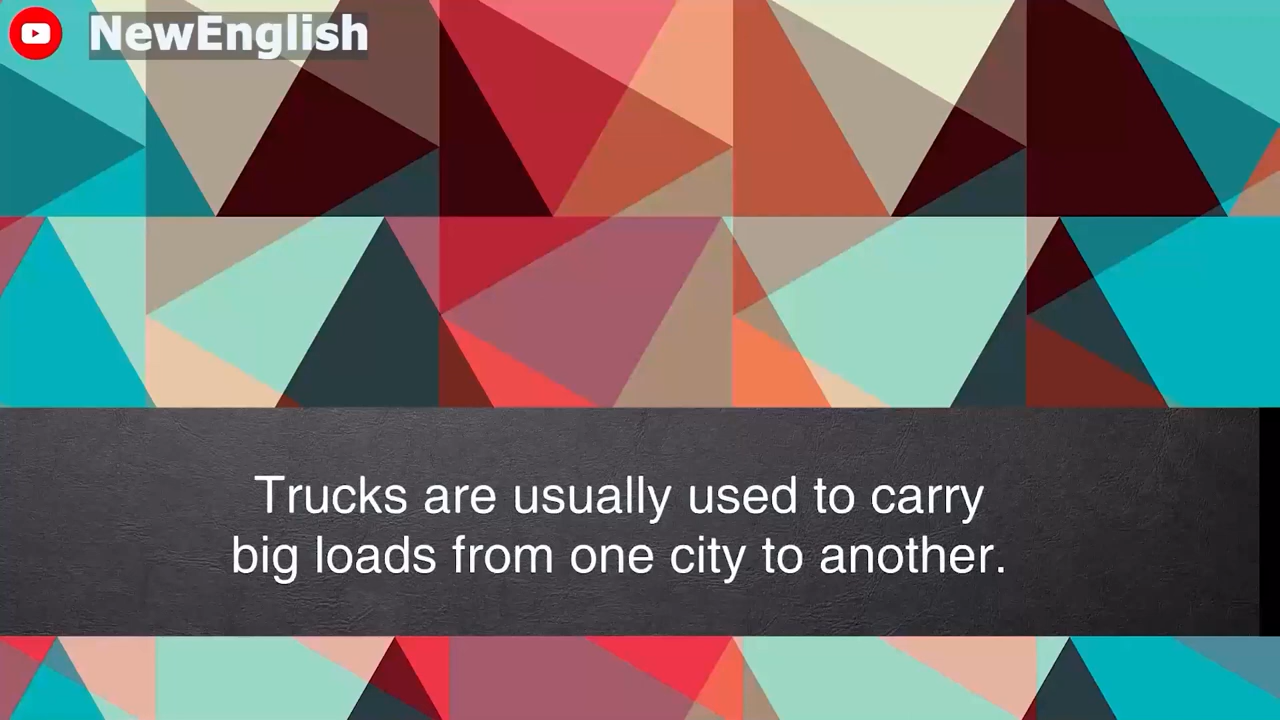 NewEnglish
Trucks are usually used to carry
big loads from one city to another.